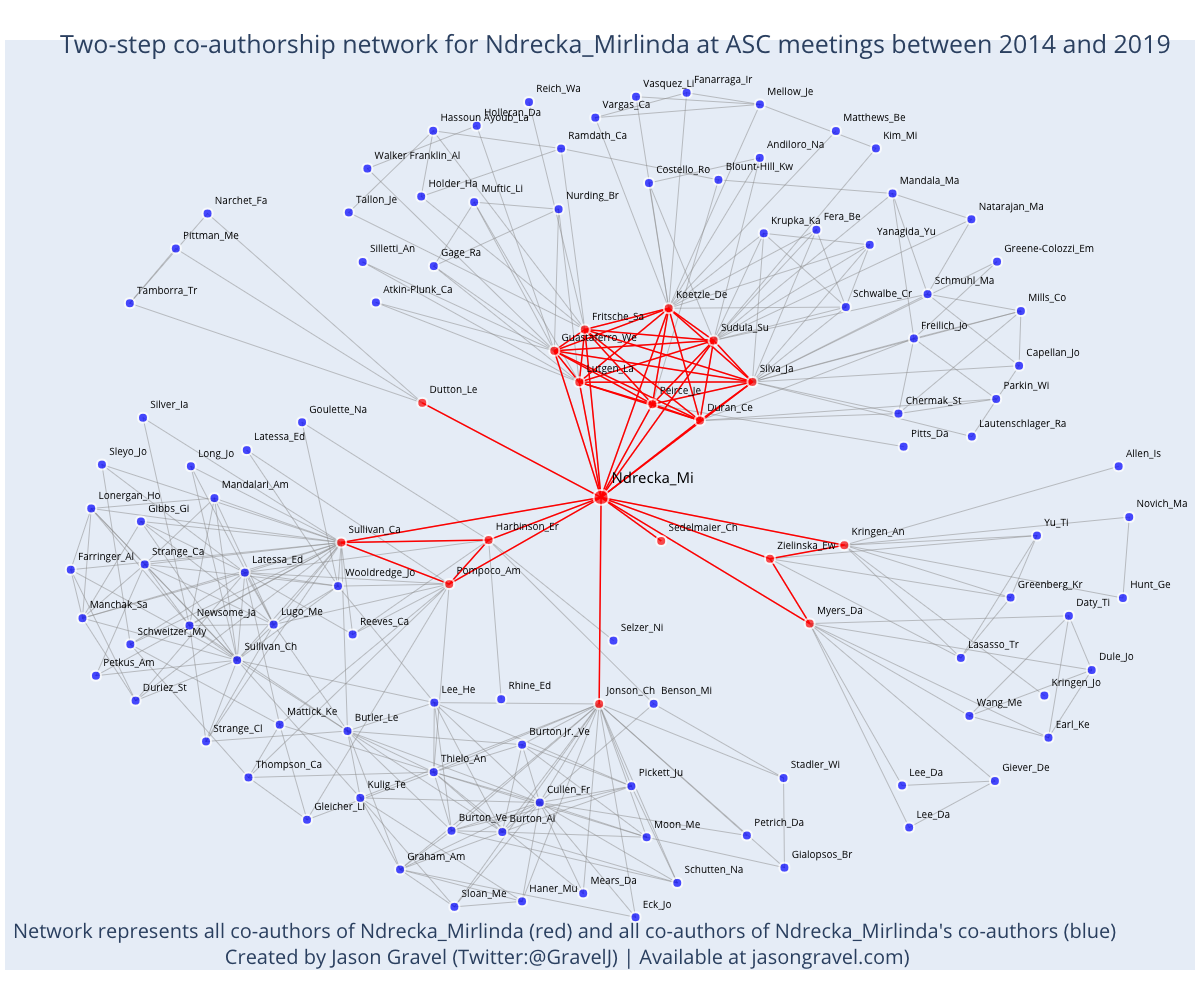 Two-step co-authorship network for Ndrecka_Mirlinda at ASC meetings between 2014 and 2019
Vasquez_Li
Fanarraga_Ir
Reich_Wa
Mellow_Je
Vargas_Ca
Holleran_Da
Hassoun Ayoub_La
Matthews_Be
Ramdath_Ca
Kim_Mi
Andiloro_Na
Walker Franklin_Al
Costello_Ro
Blount-Hill_Kw
Holder_Ha
Muftic_Li
Mandala_Ma
Nurding_Br
Tallon_Je
Narchet_Fa
Krupka_Ka
Fera_Be
Natarajan_Ma
Pittman_Me
Yanagida_Yu
Silletti_An
Gage_Ra
Greene-Colozzi_Em
Schmuhl_Ma
Tamborra_Tr
Atkin-Plunk_Ca
Koetzle_De
Schwalbe_Cr
Mills_Co
Fritsche_Sa
Sudula_Su
Freilich_Jo
Guastaferro_We
Capellan_Jo
Lutgen_La
Silva_Ja
Dutton_Le
Peirce_Je
Duran_Ce
Parkin_Wi
Chermak_St
Silver_Ia
Goulette_Na
Lautenschlager_Ra
Pitts_Da
Latessa_Ed
Sleyo_Jo
Long_Jo
Allen_Is
Ndrecka_Mi
Mandalari_Am
Lonergan_Ho
Gibbs_Gi
Novich_Ma
Sullivan_Ca
Harbinson_Er
Sedelmaier_Ch
Kringen_An
Yu_Ti
Zielinska_Ew
Farringer_Al
Strange_Ca
Latessa_Ed
Wooldredge_Jo
Pompoco_Am
Greenberg_Kr
Hunt_Ge
Manchak_Sa
Newsome_Ja
Lugo_Me
Daty_Ti
Myers_Da
Schweitzer_My
Reeves_Ca
Selzer_Ni
Sullivan_Ch
Lasasso_Tr
Petkus_Am
Dule_Jo
Duriez_St
Lee_He
Rhine_Ed
Jonson_Ch
Benson_Mi
Kringen_Jo
Wang_Me
Mattick_Ke
Butler_Le
Strange_Cl
Burton Jr._Ve
Earl_Ke
Thompson_Ca
Thielo_An
Pickett_Ju
Stadler_Wi
Lee_Da
Giever_De
Kulig_Te
Cullen_Fr
Gleicher_Li
Burton_Ve
Burton_Al
Moon_Me
Petrich_Da
Lee_Da
Graham_Am
Schutten_Na
Gialopsos_Br
Sloan_Me
Haner_Mu
Mears_Da
Eck_Jo
Network represents all co-authors of Ndrecka_Mirlinda (red) and all co-authors of Ndrecka_Mirlinda's co-authors (blue)
Created by Jason Gravel (Twitter:@GravelJ) | Available at jasongravel.com)